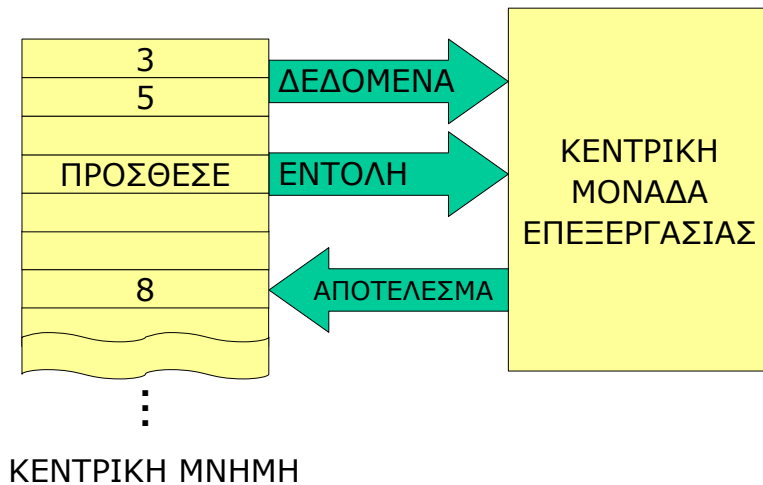 3
5
ΠΡΟΣΘΕΣΕ
8
ΔΕΔΟΜΕΝΑ
ΕΝΤΟΛΗ
ΑΠΟΤΕΛΕΣΜΑ
ΚΕΝΤΡΙΚΗ
ΜΟΝΑΔΑ
ΕΠΕΞΕΡΓΑΣΙΑΣ
ΚΕΝΤΡΙΚΗ ΜΝΗΜΗ